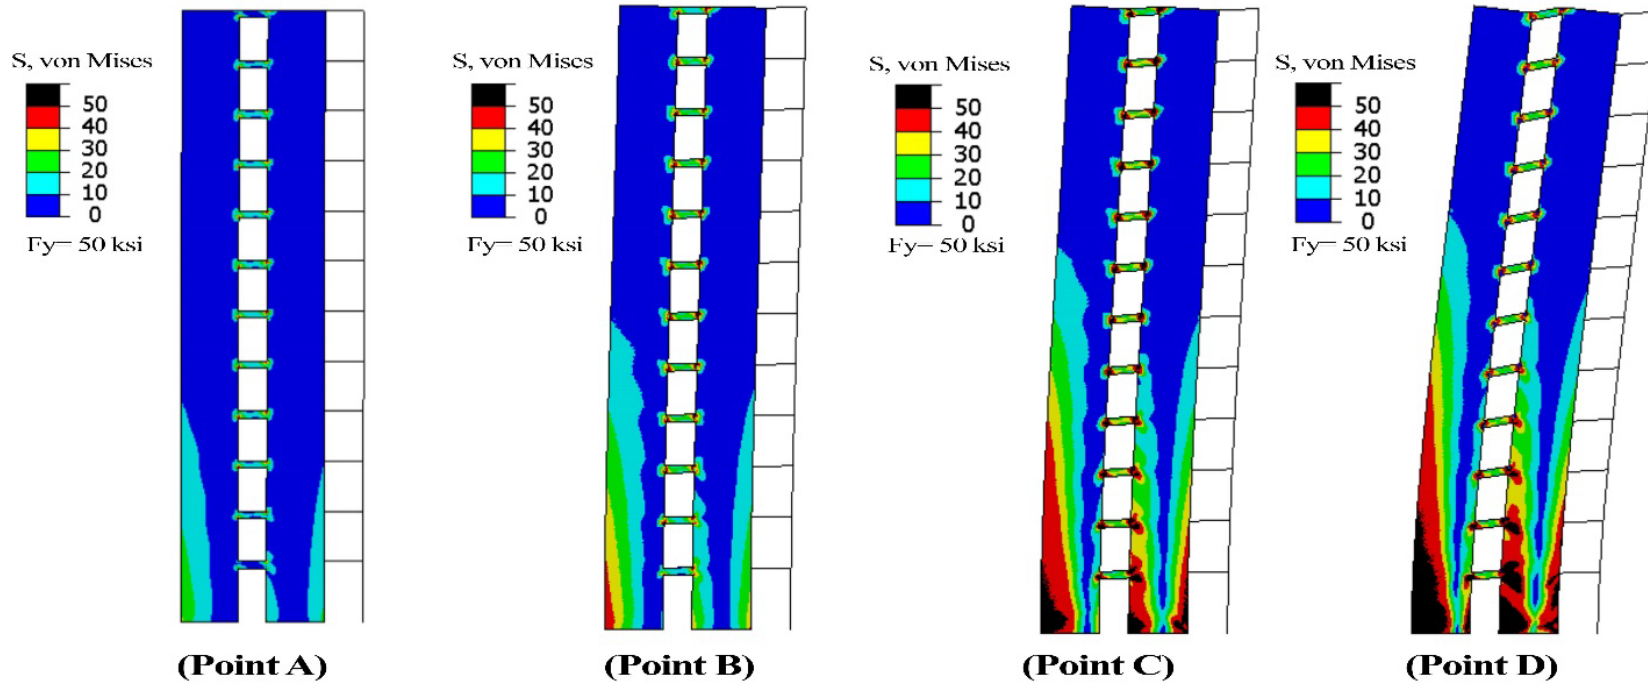 S, von Mises
50
40
30
20
10
0
Fy= 50 ksi
(Point A)
S, von Mises
50
40
30
20
10
0
Fy= 50 ksi
(Point B)
S, von Mises
50
40
30
20
10
0
Fy= 50 ksi
(Point C)
S, von Mises
50
40
30
20
10
0
Fy= 50 ksi
(Point D)